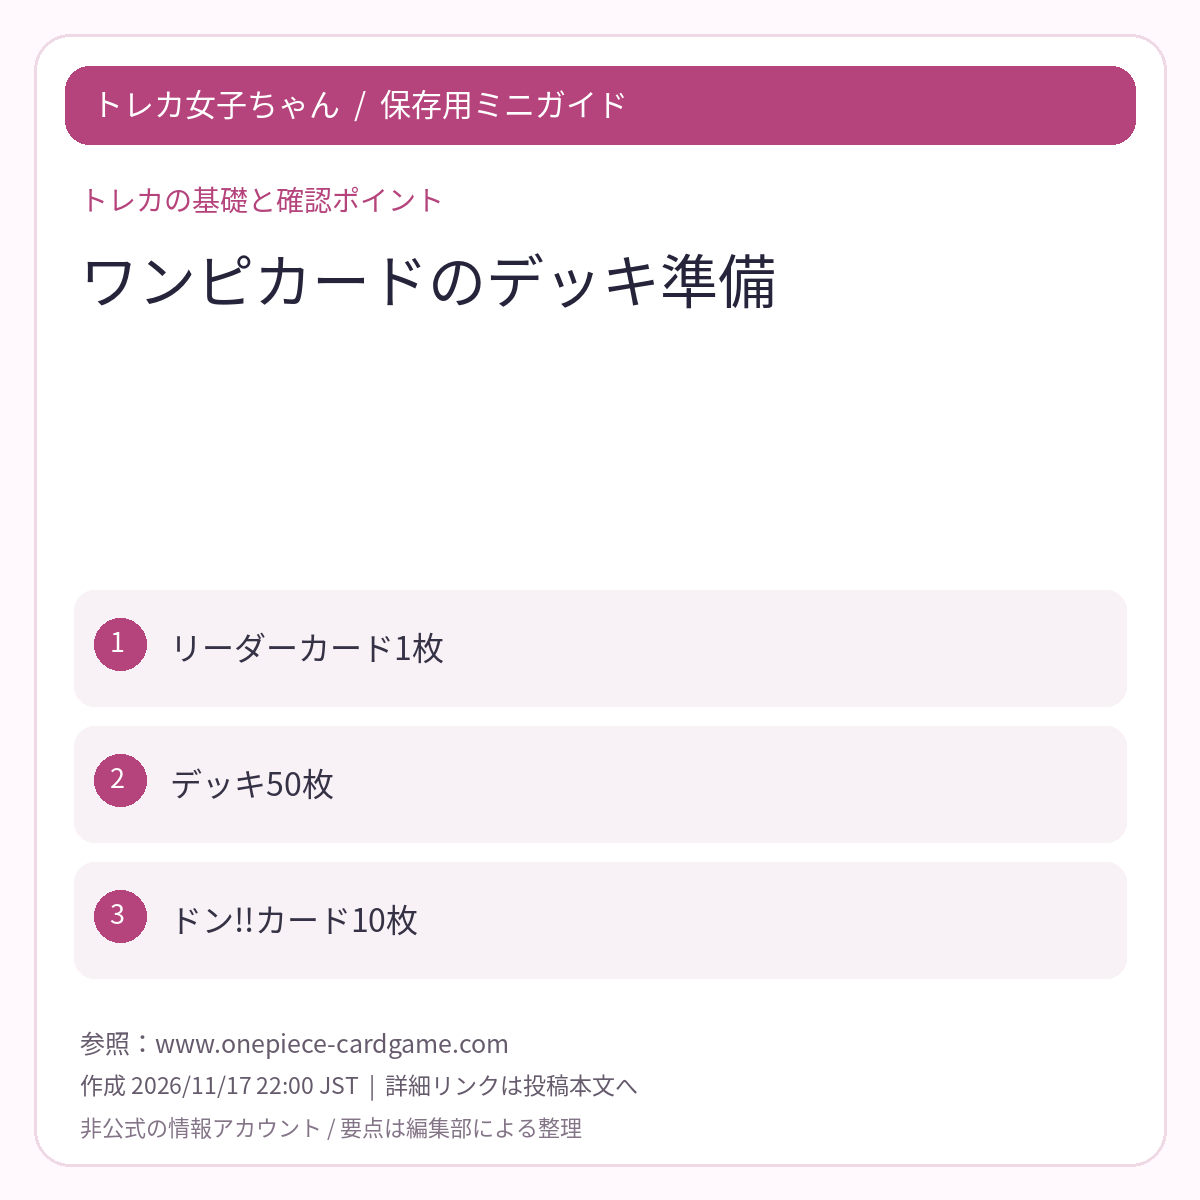 トレカ女子ちゃん / 保存用ミニガイド
トレカの基礎と確認ポイント
ワンピカードのデッキ準備
1 リーダーカード1枚
2 デッキ50枚
3 ドン!!カード10枚
参照：www.onepiece-cardgame.com
作成 2026/11/17 22:00 JST｜詳細リンクは投稿本文へ
非公式の情報アカウント / 要点は編集部による整理